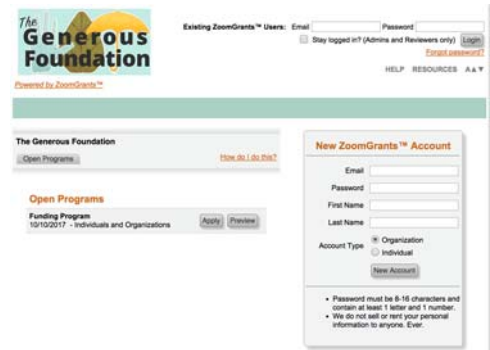 The
Generous
Foundation
Powered by ZoomGrants™
Existing ZoomGrants™ Users: Email Password
Stay logged in? (Admins and Reviewers only) Login
Forgot password?
HELP RESOURCES A▲▼
The Generous Foundation
Open Programs How do I do this?
Open Programs
Funding Program
10/10/2017 - Individuals and Organizations
Apply Preview
New ZoomGrants™ Account
Email
Password
First Name
Last Name
Account Type Organization
Individual
New Account
• Password must be 8-16 characters and
contain at least 1 letter and 1 number.
• We do not sell or rent your personal
information to anyone. Ever.